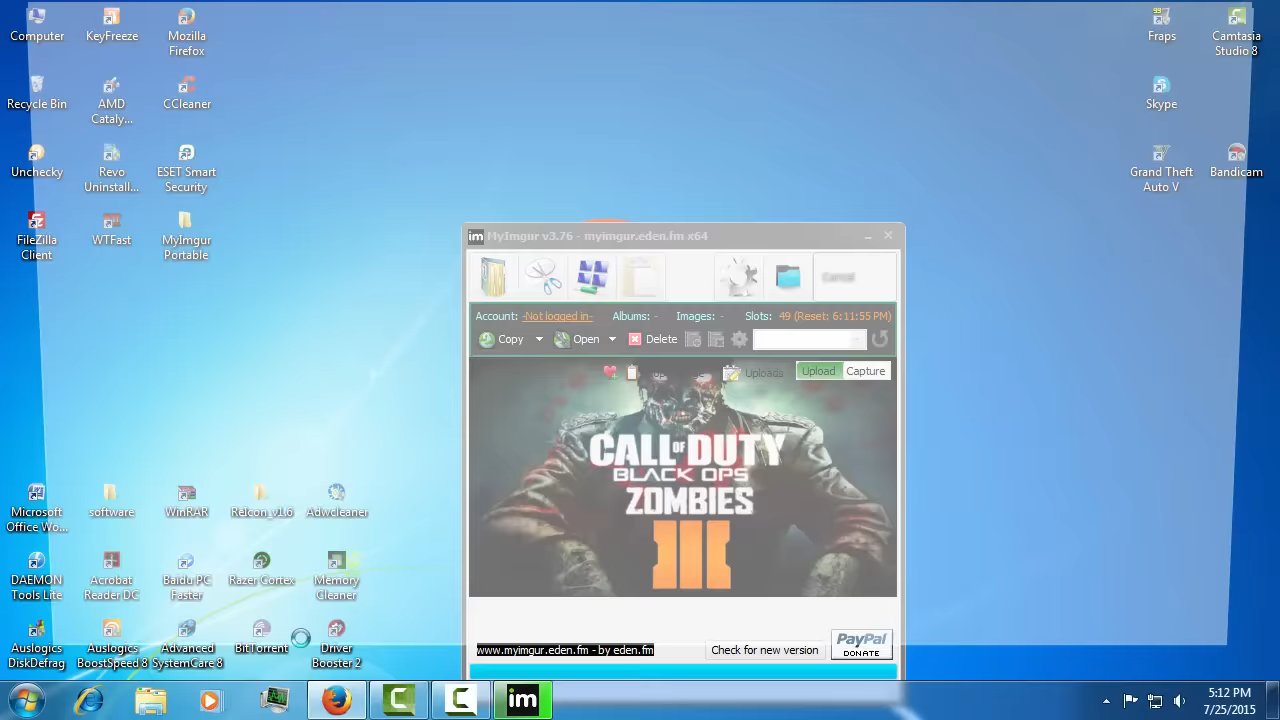 Computer
KeyFreeze
Mozilla
Firefox
Fraps
Camtasia
Studio 8
Recycle Bin
AMD
Cataly...
CCleaner
Skype
Unchecky
Revo
Uninstall...
ESET Smart
Security
Grand Theft
Auto V
Bandicam
FileZilla
Client
WTFast
MyImgur
Portable
im MyImgur v3.76 - myimgur.eden.fm x64
Cancel
Account: -Not logged in- Albums: - Images: - Slots: 49 (Reset: 6:11:55 PM)
Copy Open Delete
Uploads Upload Capture
CALL OF DUTY
BLACK OPS
ZOMBIES
III
Microsoft
Office Wo...
software
WinRAR
ReIcon_v1.6
Adwcleaner
DAEMON
Tools Lite
Acrobat
Reader DC
Baidu PC
Faster
Razer Cortex
Memory
Cleaner
Auslogics
DiskDefrag
Auslogics
BoostSpeed 8
Advanced
SystemCare 8
BitTorrent
Driver
Booster 2
www.myimgur.eden.fm - by eden.fm
Check for new version
PayPal
DONATE
im
5:12 PM
7/25/2015